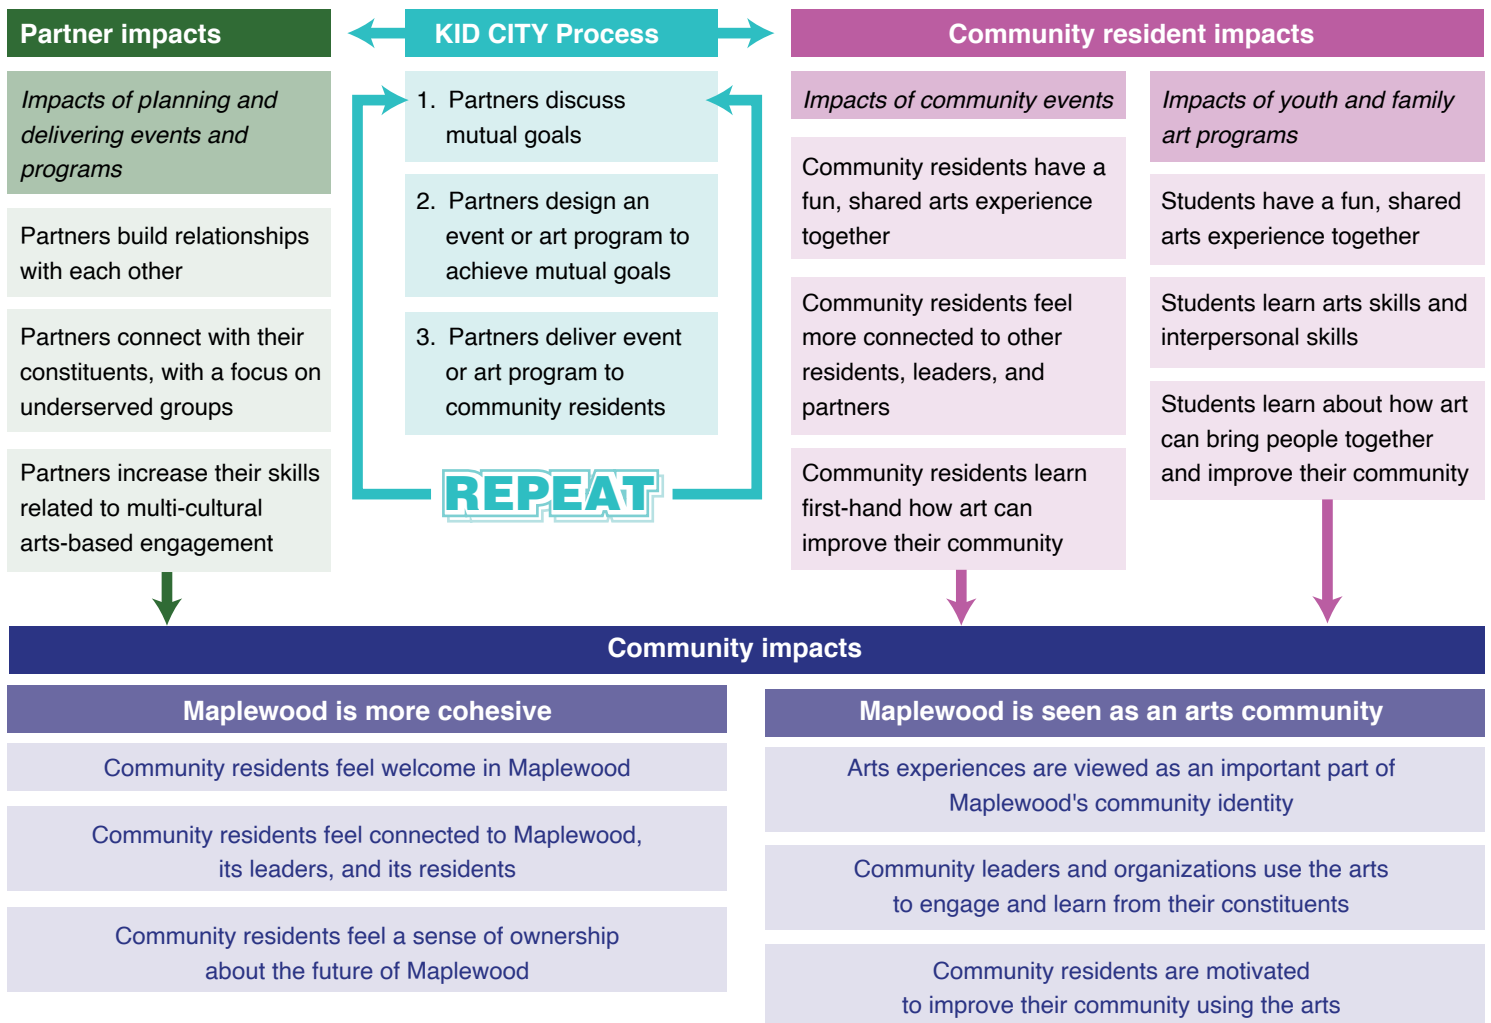 Partner impacts
Impacts of planning and
delivering events and
programs
Partners build relationships
with each other
Partners connect with their
constituents, with a focus on
underserved groups
Partners increase their skills
related to multi-cultural
arts-based engagement
KID CITY Process
1. Partners discuss
mutual goals
2. Partners design an
event or art program to
achieve mutual goals
3. Partners deliver event
or art program to
community residents
REPEAT
Community resident impacts
Impacts of community events
Community residents have a
fun, shared arts experience
together
Community residents feel
more connected to other
residents, leaders, and
partners
Community residents learn
first-hand how art can
improve their community
Impacts of youth and family
art programs
Students have a fun, shared
arts experience together
Students learn arts skills and
interpersonal skills
Students learn about how art
can bring people together
and improve their community
Community impacts
Maplewood is more cohesive
Community residents feel welcome in Maplewood
Community residents feel connected to Maplewood,
its leaders, and its residents
Community residents feel a sense of ownership
about the future of Maplewood
Maplewood is seen as an arts community
Arts experiences are viewed as an important part of
Maplewood's community identity
Community leaders and organizations use the arts
to engage and learn from their constituents
Community residents are motivated
to improve their community using the arts